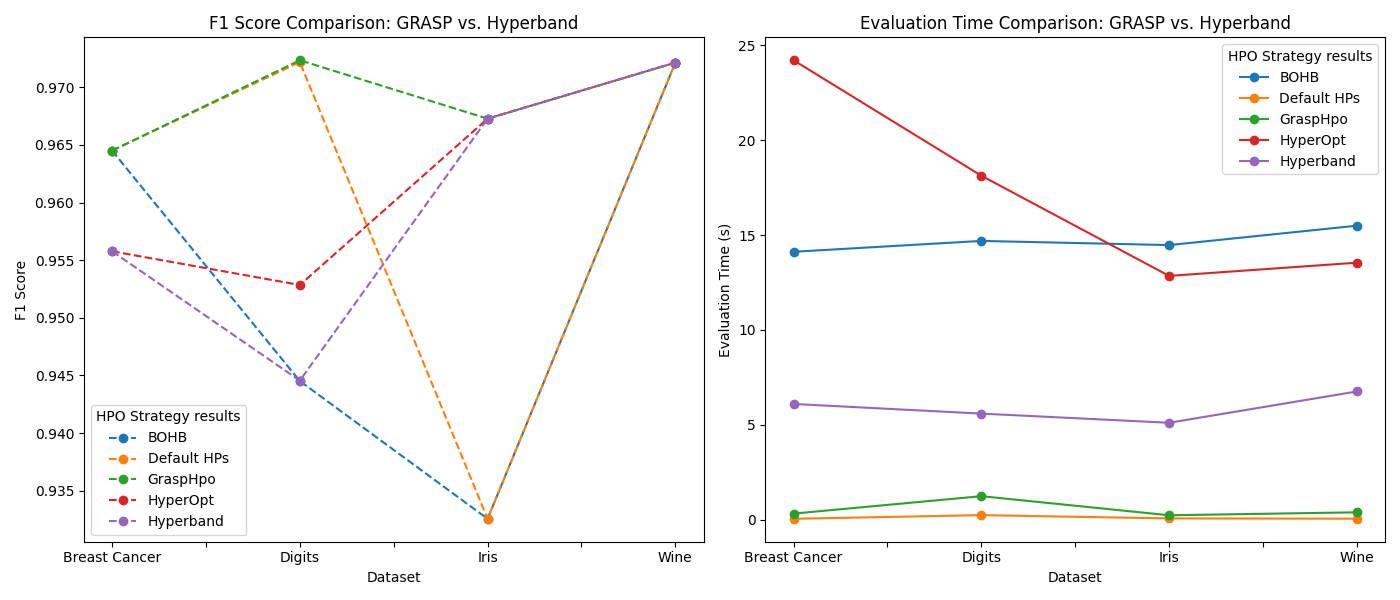 F1 Score Comparison: GRASP vs. Hyperband
F1 Score
0.970
0.965
0.960
0.955
0.950
0.945
0.940
0.935
HPO Strategy results
BOHB
Default HPs
GraspHpo
HyperOpt
Hyperband
Breast Cancer Digits Iris Wine
Dataset
Evaluation Time Comparison: GRASP vs. Hyperband
Evaluation Time (s)
25
20
15
10
5
0
HPO Strategy results
BOHB
Default HPs
GraspHpo
HyperOpt
Hyperband
Breast Cancer Digits Iris Wine
Dataset